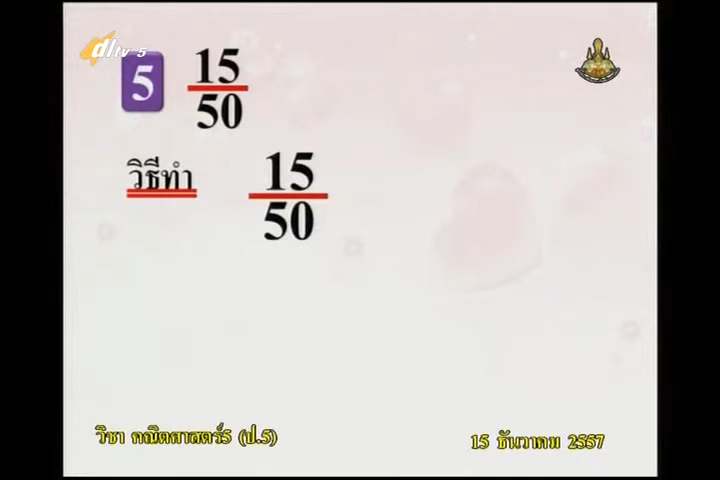 dltv 5
5 15/50
วิธีทำ 15/50
วิชา คณิตศาสตร์5 (ป.5)
15 ธันวาคม 2557